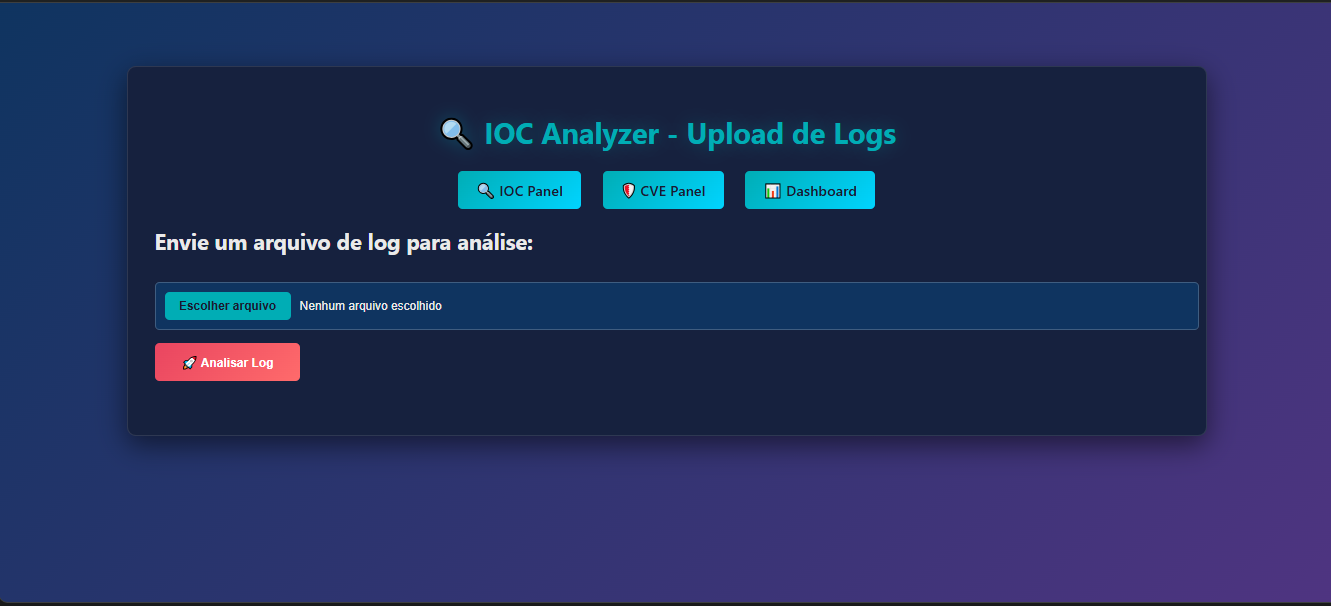 IOC Analyzer - Upload de Logs
IOC Panel
CVE Panel
Dashboard
Envie um arquivo de log para análise:
Escolher arquivo Nenhum arquivo escolhido
Analisar Log